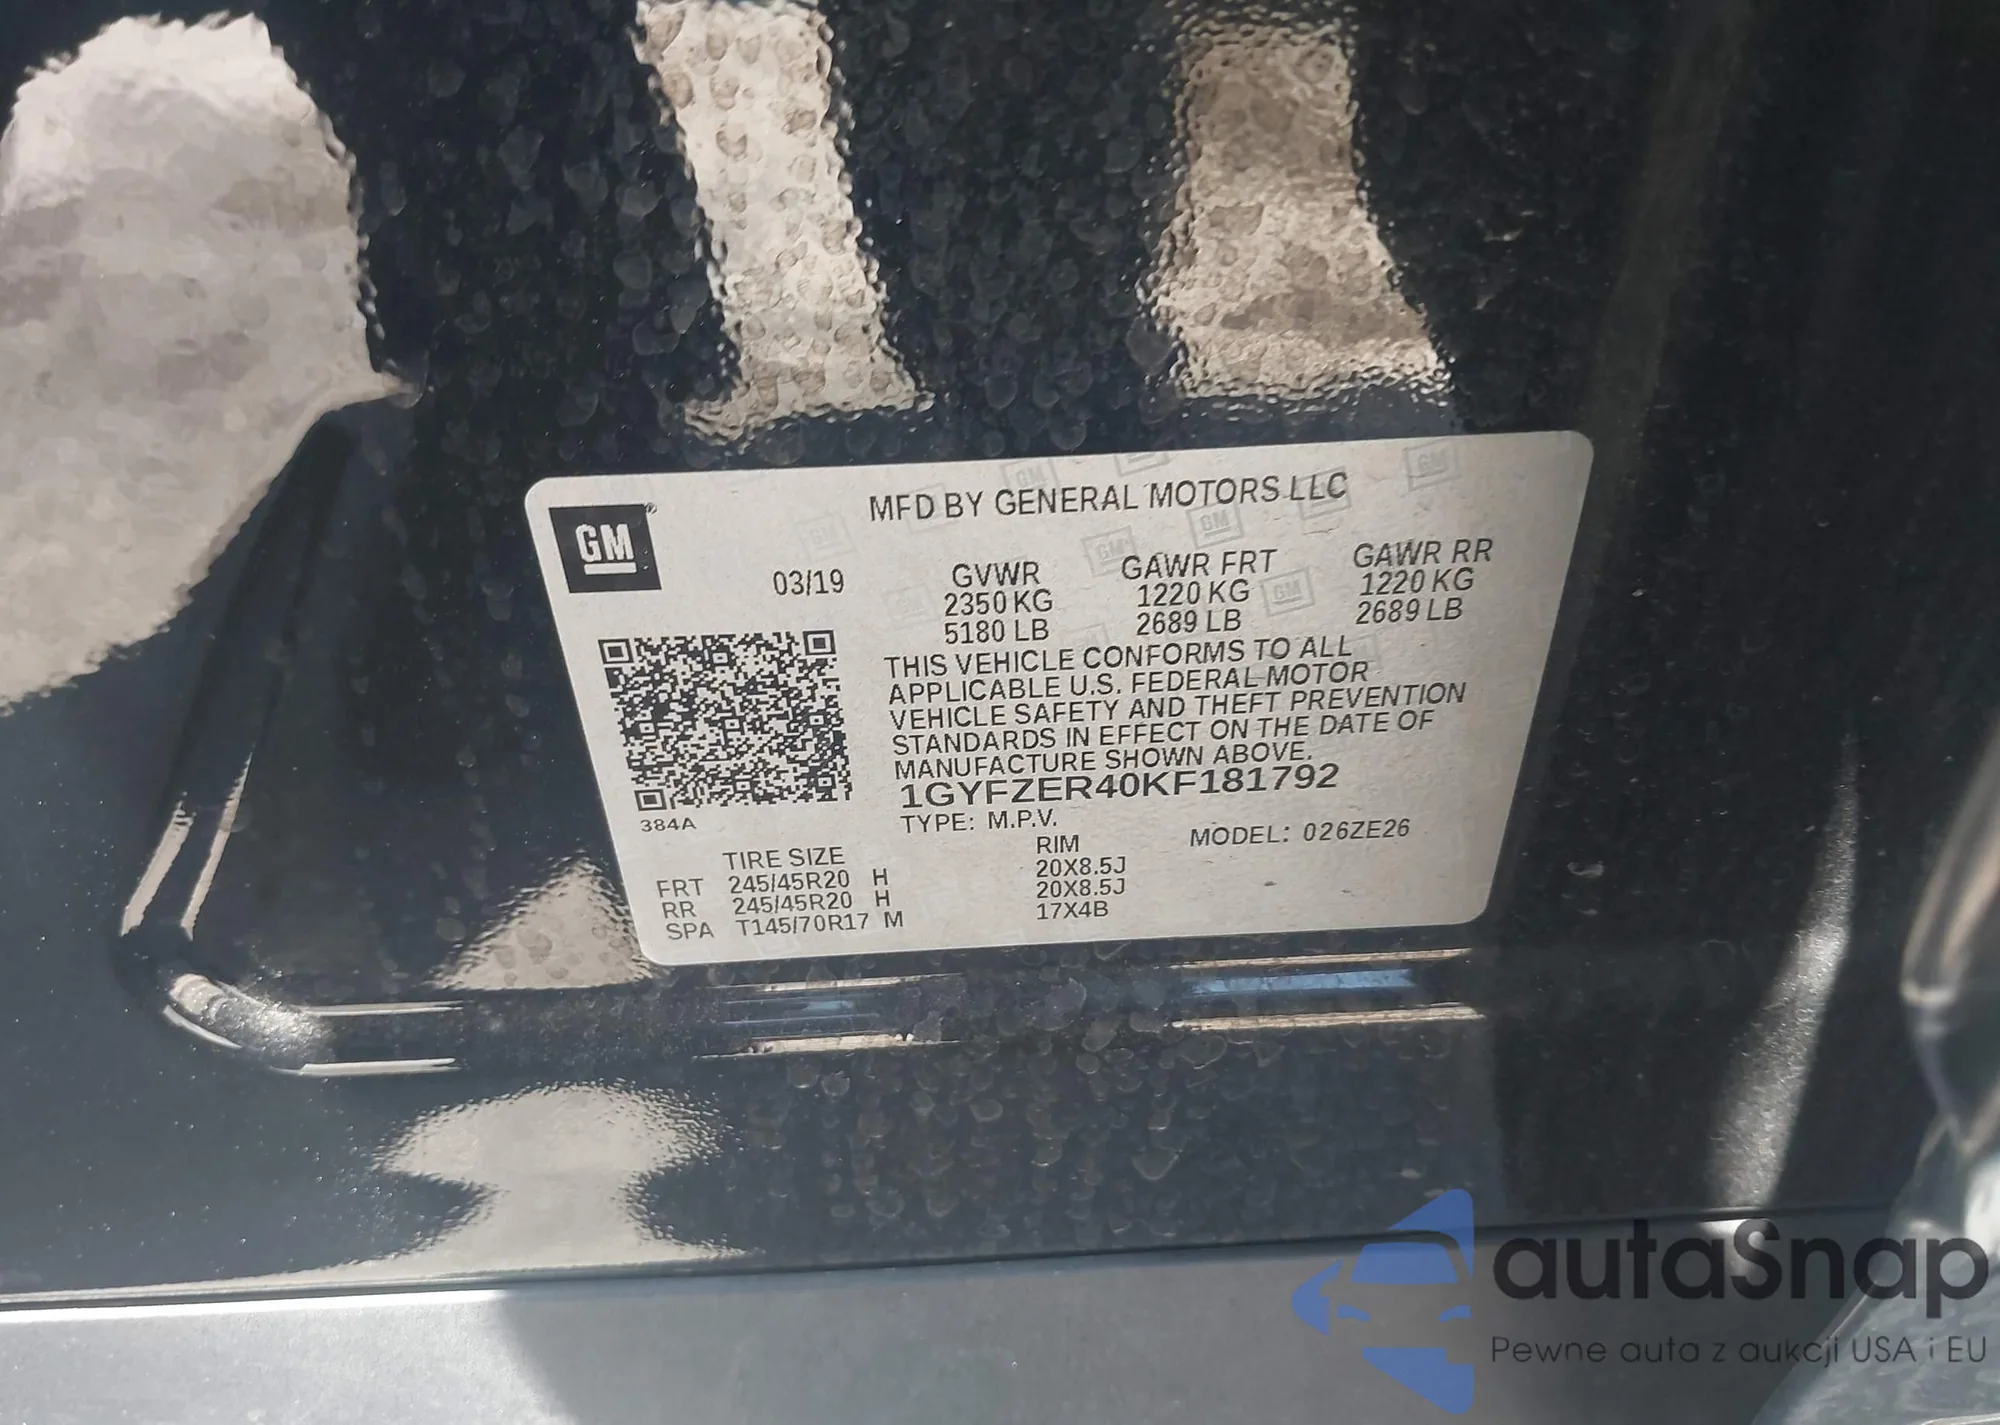 GM
MFD BY GENERAL MOTORS LLC
03/19
GVWR GAWR FRT GAWR RR
2350 KG 1220 KG 1220 KG
5180 LB 2689 LB 2689 LB
THIS VEHICLE CONFORMS TO ALL
APPLICABLE U.S. FEDERAL MOTOR
VEHICLE SAFETY AND THEFT PREVENTION
STANDARDS IN EFFECT ON THE DATE OF
MANUFACTURE SHOWN ABOVE.
1GYFZER40KF181792
384A
TYPE: M.P.V.
MODEL: 026ZE26
TIRE SIZE RIM
FRT 245/45R20 H 20X8.5J
RR 245/45R20 H 20X8.5J
SPA T145/70R17 M 17X4B
autaSnap
Pewne auta z aukcji USA i EU